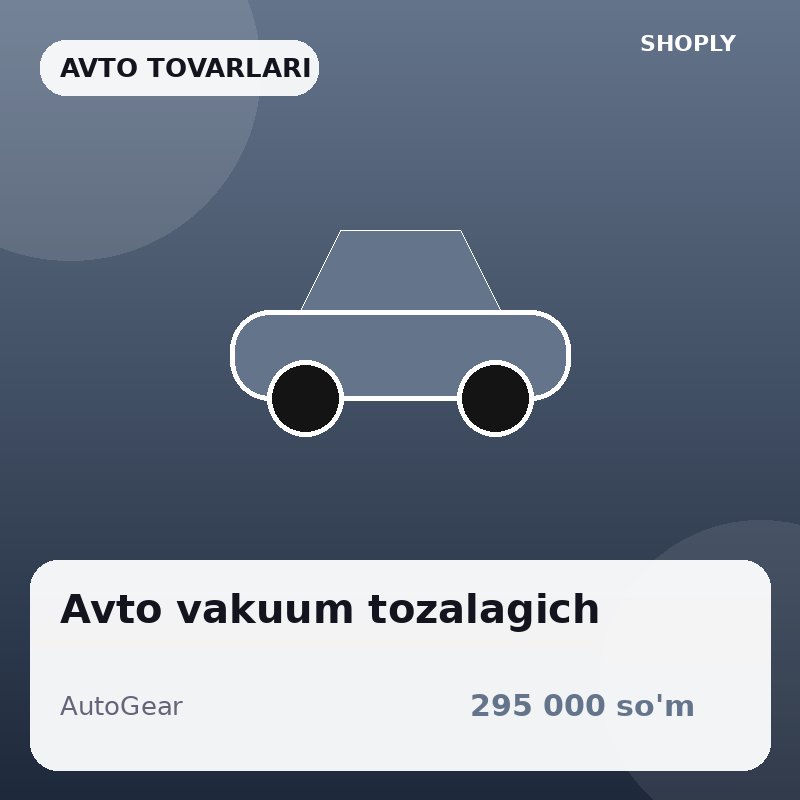 AVTO TOVARLARI
SHOPLY
Avto vakuum tozalagich
AutoGear
295 000 so'm